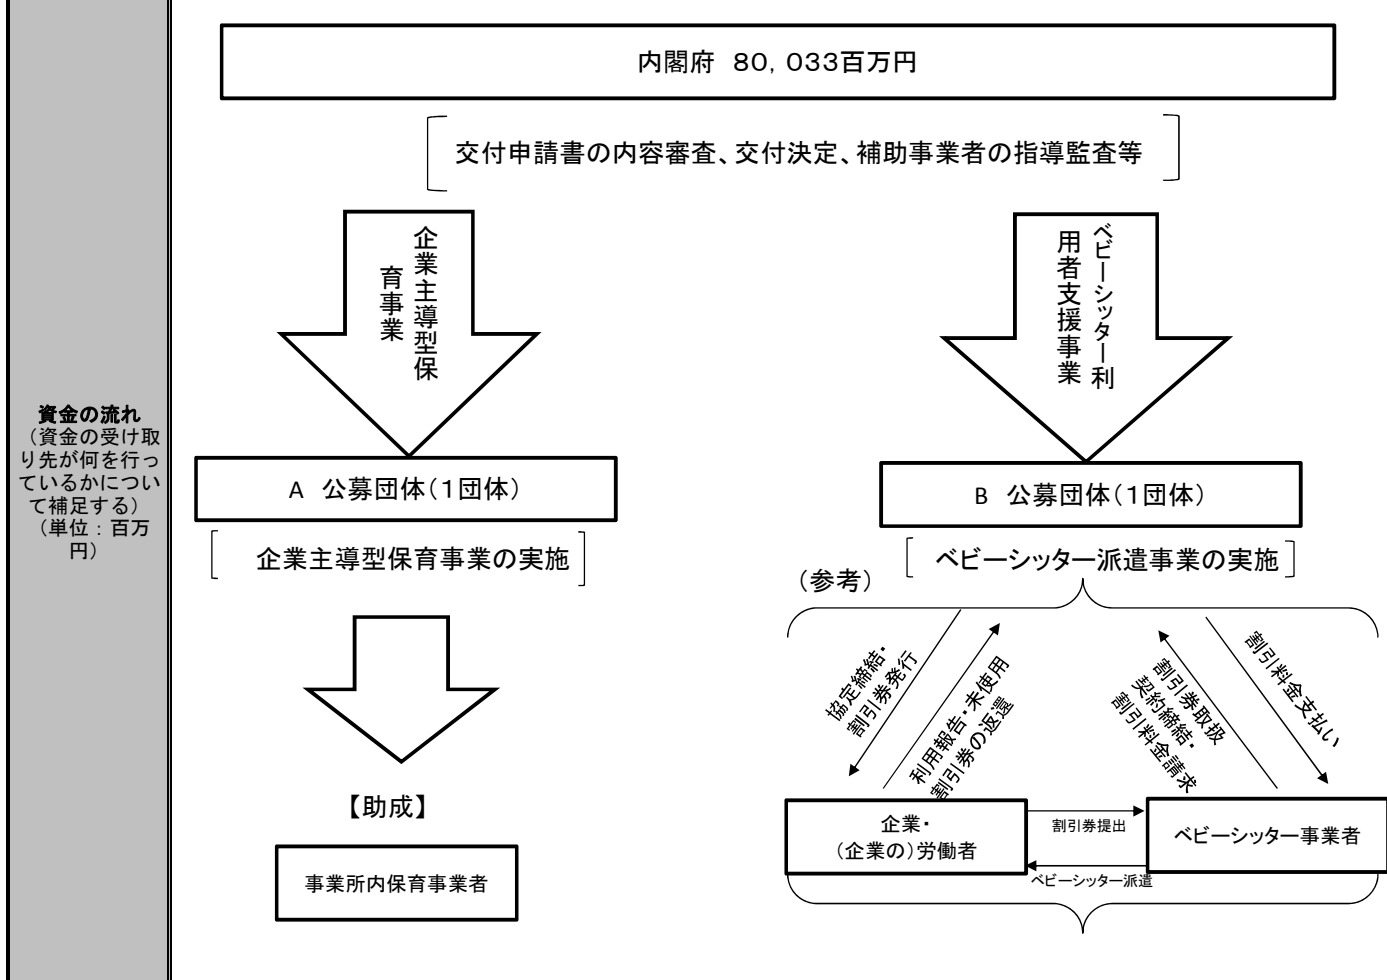 資金の流れ
（資金の受け取
り先が何を行っ
ているかについ
て補足する）
（単位：百万
円）
内閣府　８０，０３３百万円
交付申請書の内容審査、交付決定、補助事業者の指導監査等
企業主導型保
育事業
ベビーシッター利
用者支援事業
A　公募団体（１団体）
企業主導型保育事業の実施
【助成】
事業所内保育事業者
B　公募団体（１団体）
ベビーシッター派遣事業の実施
（参考）
協定締結・
割引券発行
利用報告・未使用
割引券の返還
割引券取扱
契約締結・
割引料金請求
割引料金支払い
企業・
（企業の）労働者
割引券提出
ベビーシッター派遣
ベビーシッター事業者